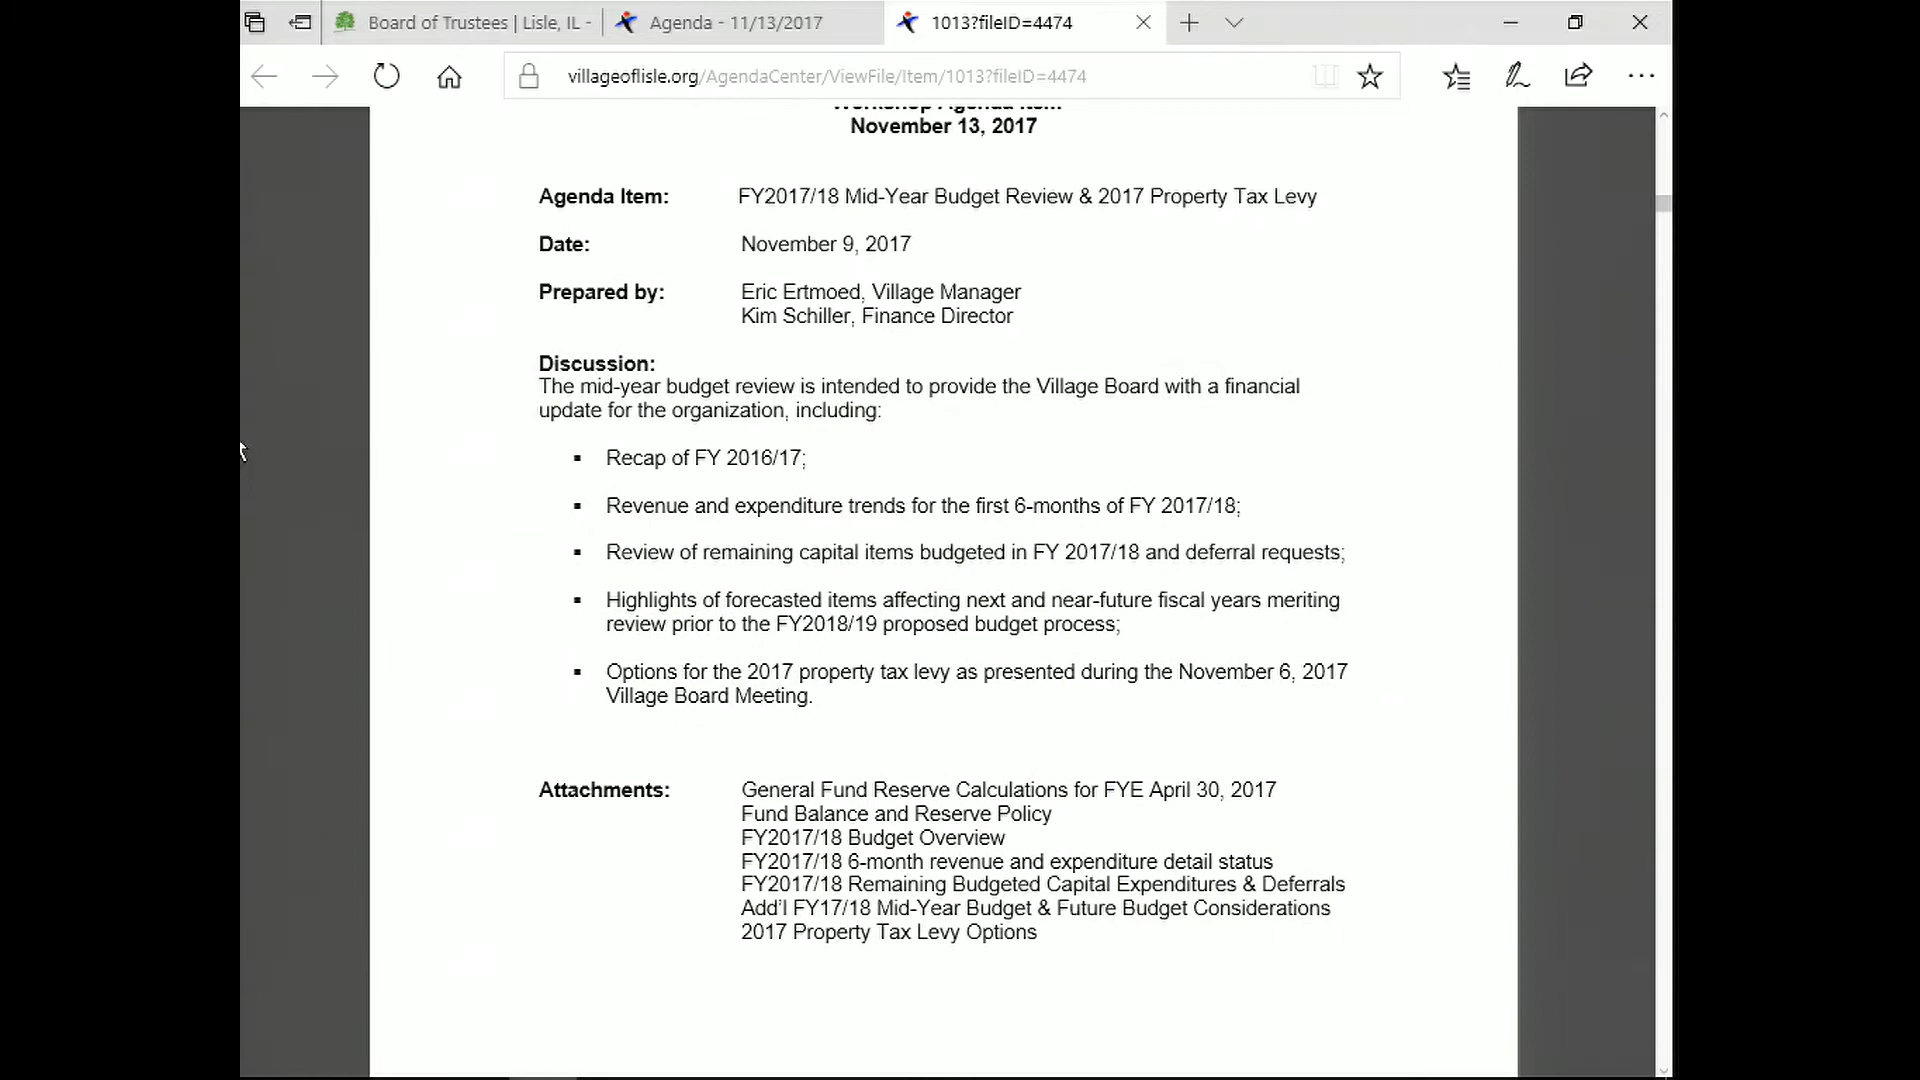 Board of Trustees | Lisle, IL -
Agenda - 11/13/2017
1013?fileID=4474
villageoflisle.org/AgendaCenter/ViewFile/Item/1013?fileID=4474
Workshop Agenda Item
November 13, 2017
Agenda Item: FY2017/18 Mid-Year Budget Review & 2017 Property Tax Levy
Date: November 9, 2017
Prepared by: Eric Ertmoed, Village Manager
Kim Schiller, Finance Director
Discussion:
The mid-year budget review is intended to provide the Village Board with a financial
update for the organization, including:
▪ Recap of FY 2016/17;
▪ Revenue and expenditure trends for the first 6-months of FY 2017/18;
▪ Review of remaining capital items budgeted in FY 2017/18 and deferral requests;
▪ Highlights of forecasted items affecting next and near-future fiscal years meriting
review prior to the FY2018/19 proposed budget process;
▪ Options for the 2017 property tax levy as presented during the November 6, 2017
Village Board Meeting.
Attachments: General Fund Reserve Calculations for FYE April 30, 2017
Fund Balance and Reserve Policy
FY2017/18 Budget Overview
FY2017/18 6-month revenue and expenditure detail status
FY2017/18 Remaining Budgeted Capital Expenditures & Deferrals
Add'l FY17/18 Mid-Year Budget & Future Budget Considerations
2017 Property Tax Levy Options